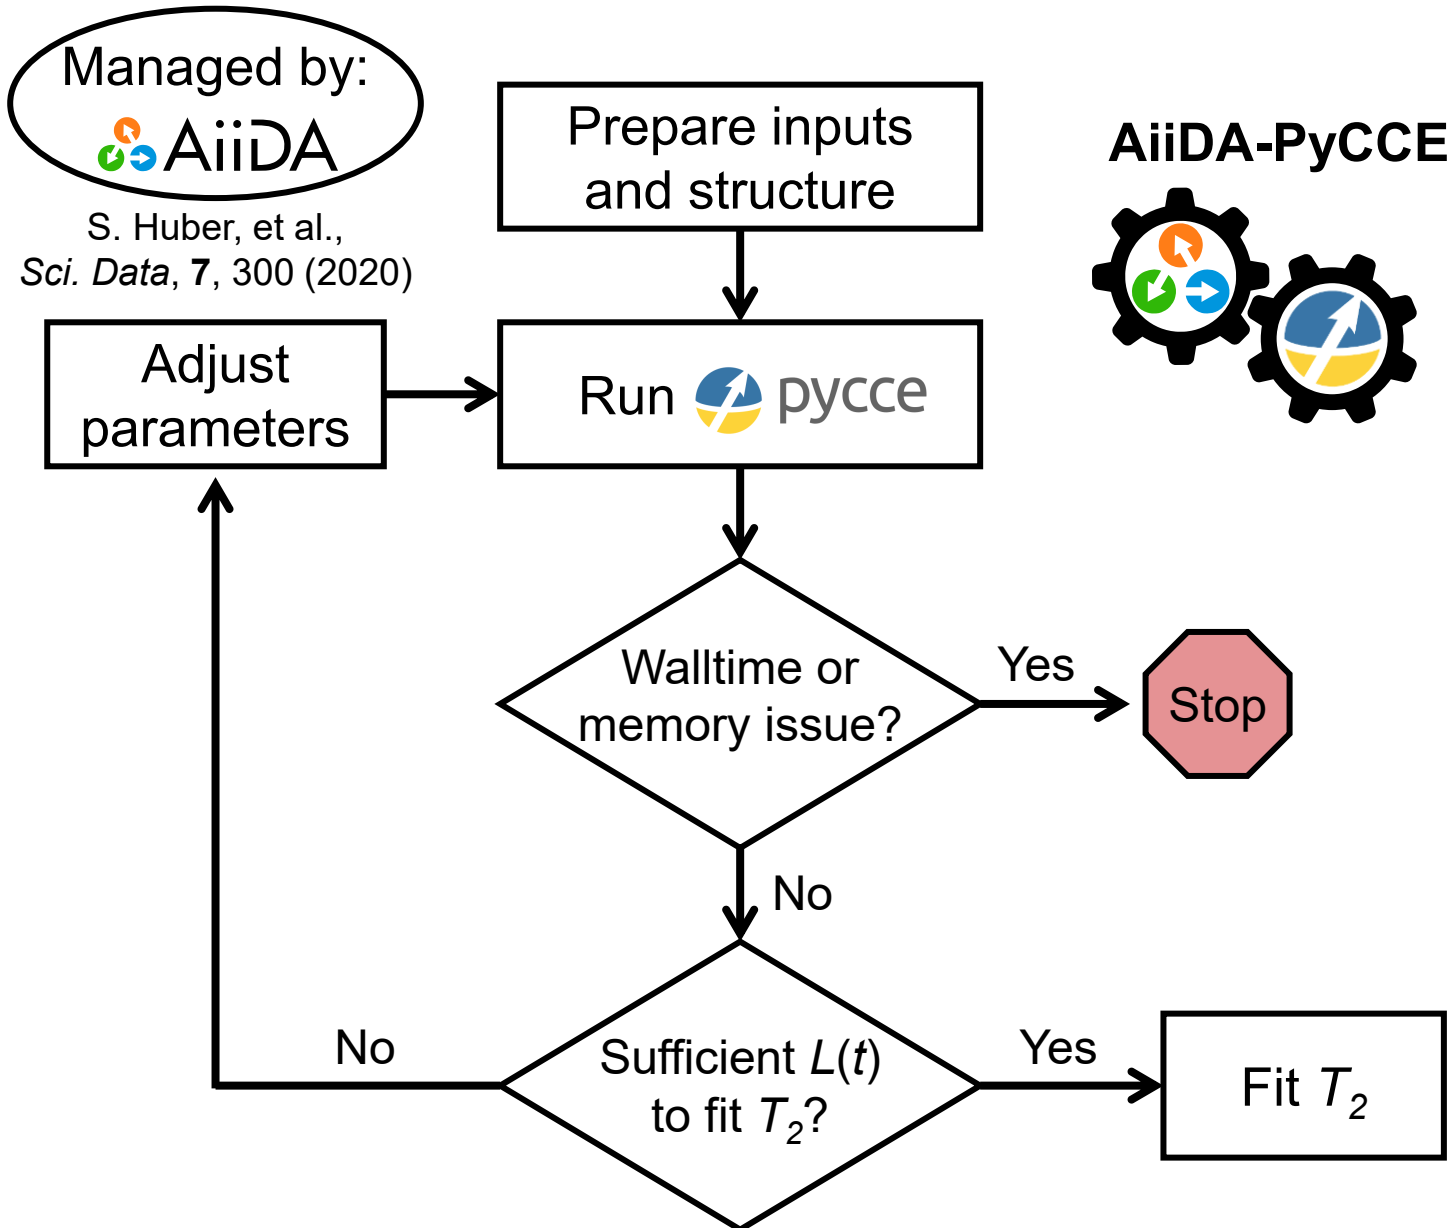 Managed by:
AiiDA
S. Huber, et al.,
Sci. Data, 7, 300 (2020)
Prepare inputs
and structure
AiiDA-PyCCE
Adjust
parameters
Run pycce
Walltime or
memory issue?
Yes
Stop
No
Sufficient L(t)
to fit T₂?
No
Yes
Fit T₂